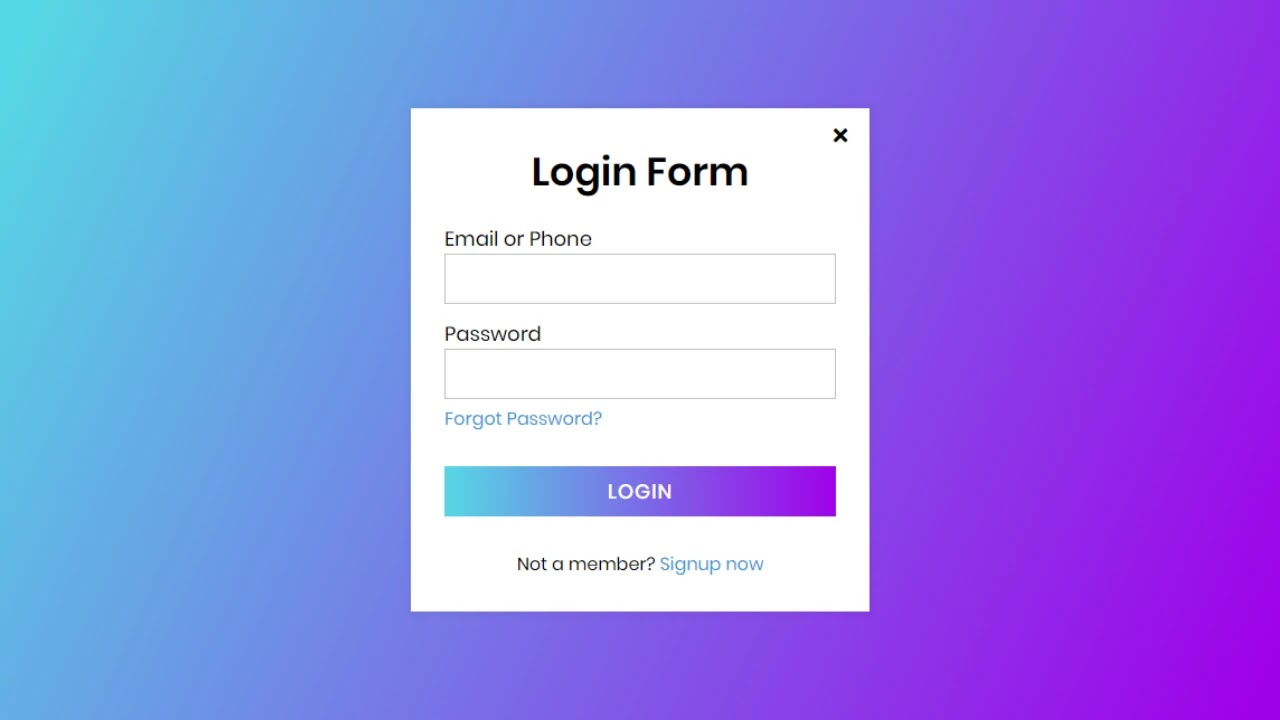 Login Form
Email or Phone
Password
Forgot Password?
LOGIN
Not a member? Signup now